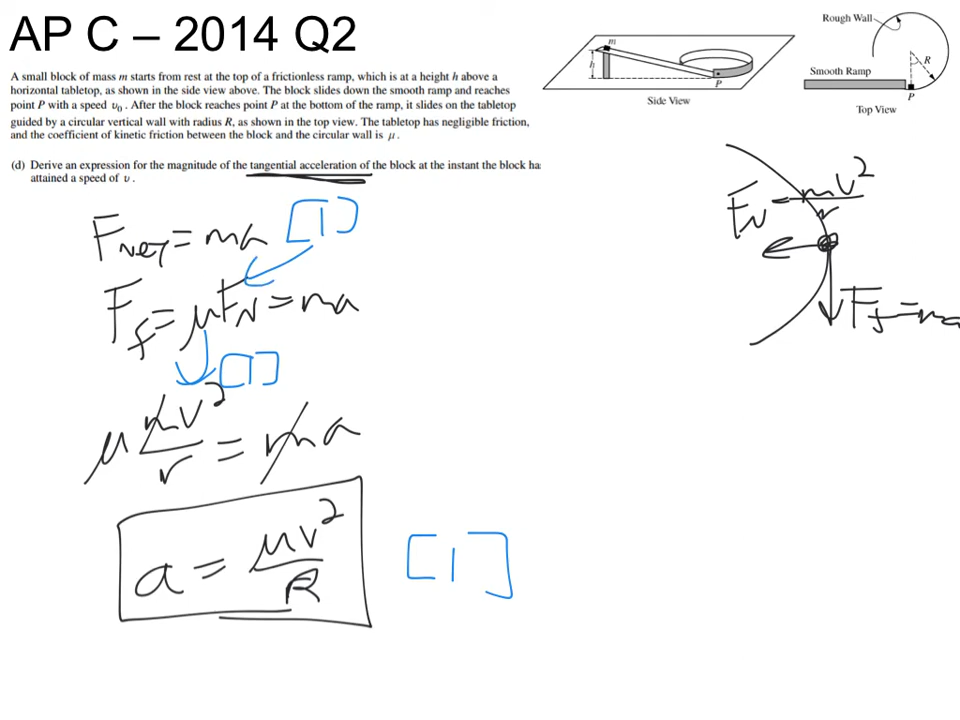 AP C – 2014 Q2
A small block of mass m starts from rest at the top of a frictionless ramp, which is at a height h above a
horizontal tabletop, as shown in the side view above. The block slides down the smooth ramp and reaches
point P with a speed υ₀. After the block reaches point P at the bottom of the ramp, it slides on the tabletop
guided by a circular vertical wall with radius R, as shown in the top view. The tabletop has negligible friction,
and the coefficient of kinetic friction between the block and the circular wall is μ.
(d) Derive an expression for the magnitude of the tangential acceleration of the block at the instant the block ha
attained a speed of υ.
m
h
P
Side View
Rough Wall
R
Smooth Ramp
P
Top View
F_NET = ma [1]
F_f = μF_N = ma
[1]
μ mv²/r = ma
a = μv²/R [1]
F_N = mv²/r
F_f = ma